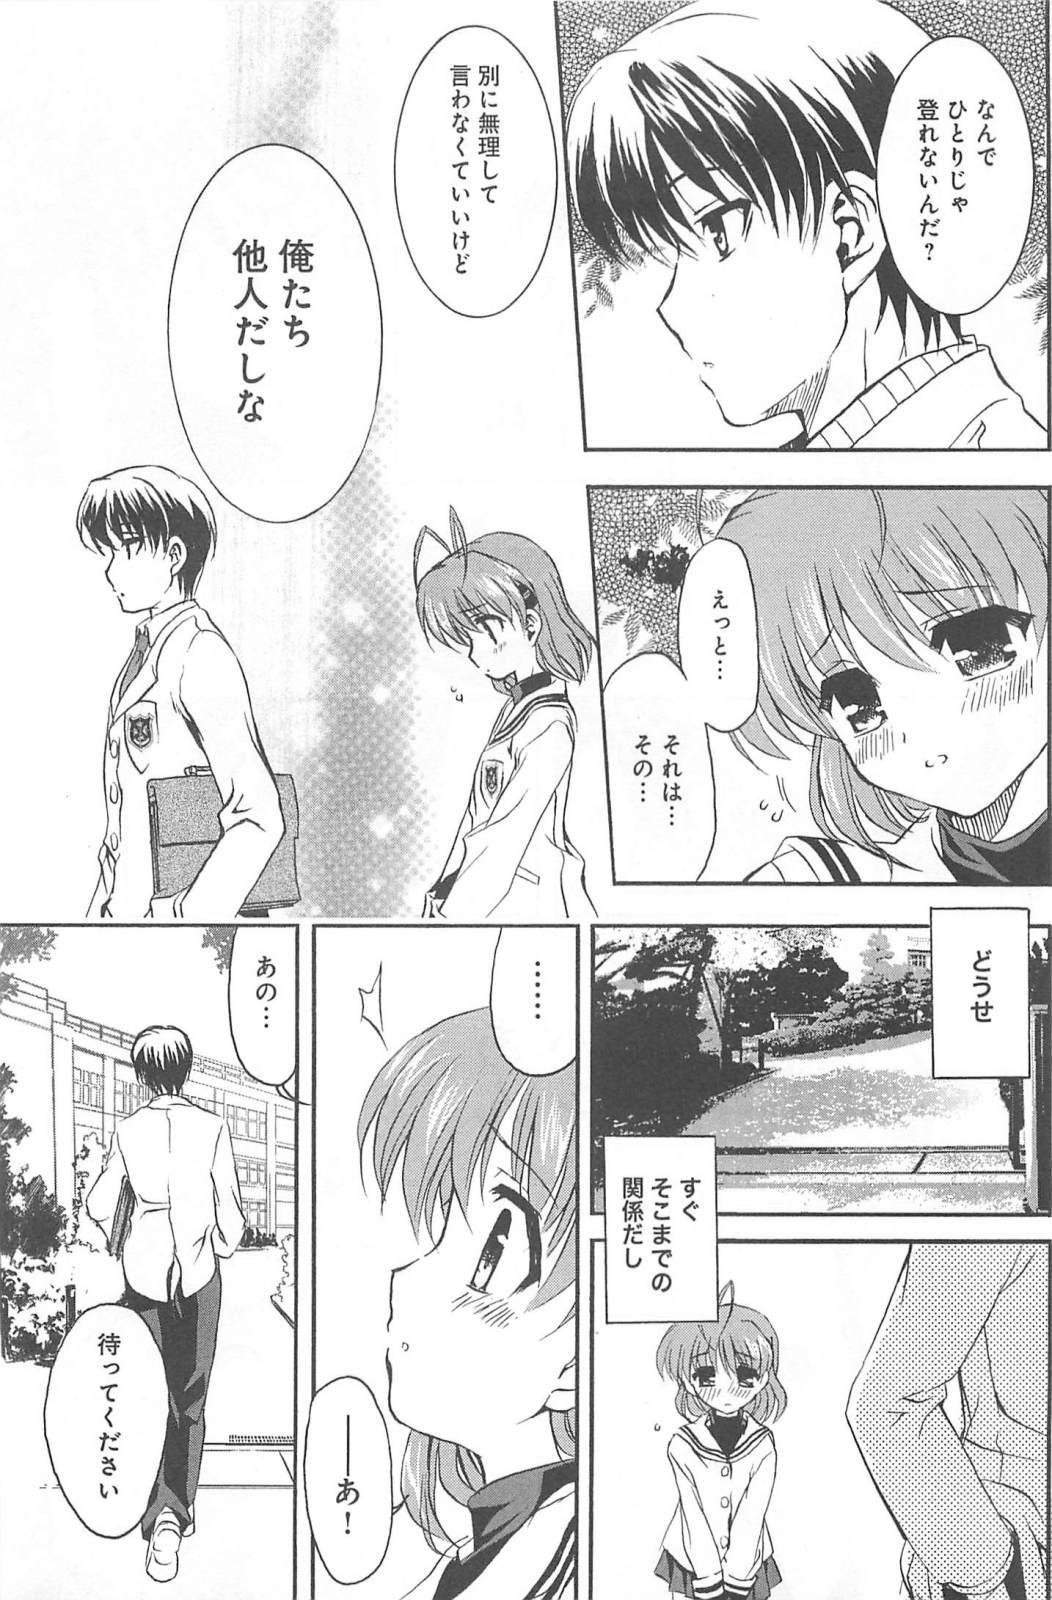 なんで
ひとりじゃ
登れないんだ?
別に無理して
言わなくていいけど
俺たち
他人だしな
えっと…
それは…
その…
どうせ
すぐ
そこまでの
関係だし
……
──あ!
あの…
待ってください